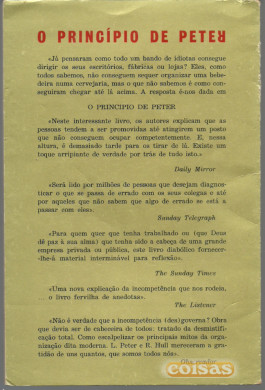 O PRINCÍPIO DE PETER
«Já pensaram como todo um bando de idiotas consegue
dirigir os seus escritórios, fábricas ou lojas? Eles, como
todos sabemos, não conseguem sequer organizar uma bebe-
deira numa cervejaria, mas o que não sabemos é como con-
seguiram chegar até lá acima. A resposta é-nos dada em
O PRINCIPIO DE PETER
«Neste interessante livro, os autores explicam que as
pessoas tendem a ser promovidas até atingirem um posto
que não conseguem ocupar competentemente. E, nessa
altura, é demasiado tarde para os tirar de lá. Existe um
toque arripiante de verdade por trás de tudo isto.»
Daily Mirror
«Será lido por milhões de pessoas que desejam diagnos-
ticar o que se passa de errado com os seus colegas e até
por aqueles que não sabem que algo de errado se está a
passar com eles».
Sunday Telegraph
«Para quem quer que tenha trabalhado ou (que Deus
dê paz à sua alma) que tenha sido a cabeça de uma grande
empresa privada ou pública, este livro diabólico fornecer-
-lhe-á material interminável para reflexão».
The Sunday Times
«Uma nova explicação da incompetência que nos rodeia,
o livro fervilha de anedotas».
The Listener
«Não é verdade que a incompetência (des)governa? Obra
que devia ser de cabeceira de todos: tratado da desmistifi-
cação total. Como escalpelizar os principais mitos da or-
ganização dita moderna. L. Peter e R. Hull mereceram a gra-
tidão de uns quantos, que somos todos nós».
coisas